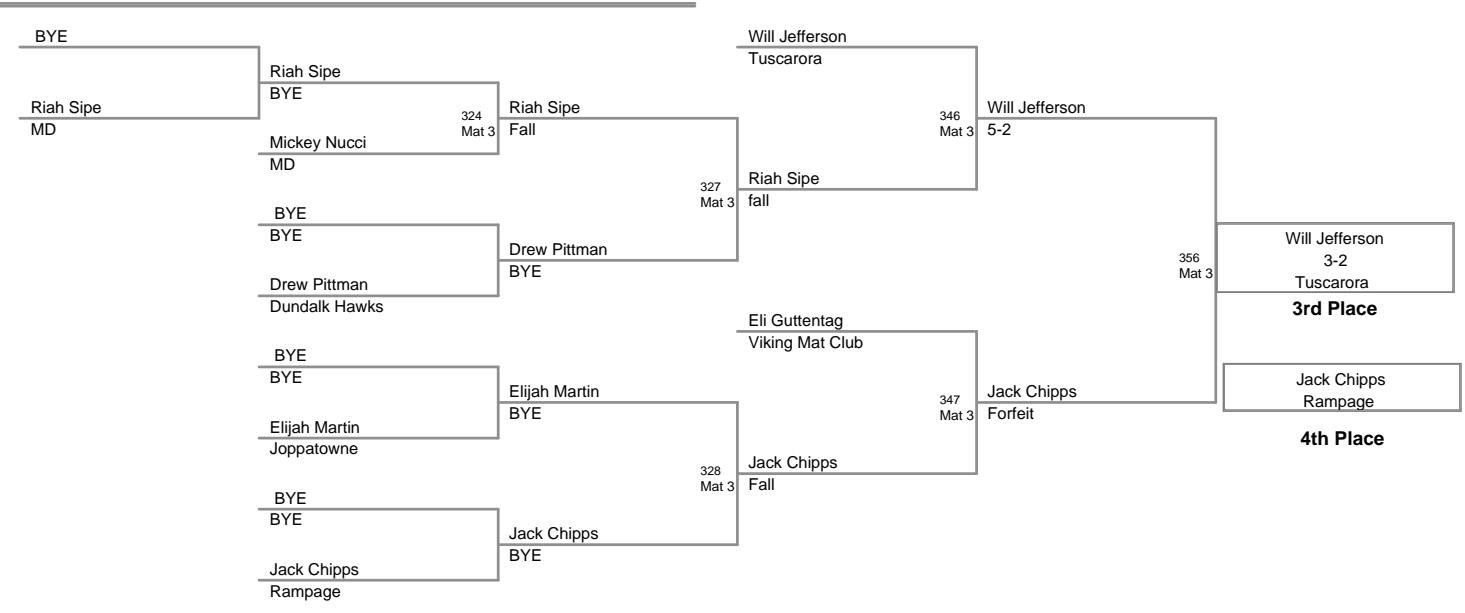 BYE
Riah Sipe
MD
Riah Sipe
BYE
Mickey Nucci
MD
BYE
BYE
Drew Pittman
Dundalk Hawks
BYE
BYE
Elijah Martin
Joppatowne
BYE
BYE
Jack Chipps
Rampage
324
Mat 3
Riah Sipe
Fall
Drew Pittman
BYE
Elijah Martin
BYE
Jack Chipps
BYE
327
Mat 3
328
Mat 3
Will Jefferson
Tuscarora
Riah Sipe
fall
Eli Guttentag
Viking Mat Club
Jack Chipps
Fall
346
Mat 3
347
Mat 3
Will Jefferson
5-2
Jack Chipps
Forfeit
356
Mat 3
Will Jefferson
3-2
Tuscarora
3rd Place
Jack Chipps
Rampage
4th Place